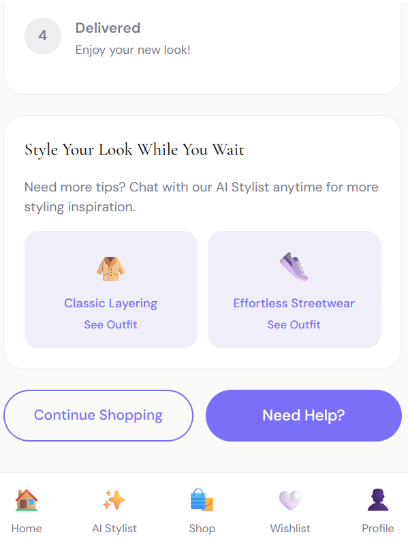 4
Delivered
Enjoy your new look!
Style Your Look While You Wait
Need more tips? Chat with our AI Stylist anytime for more
styling inspiration.
Classic Layering
See Outfit
Effortless Streetwear
See Outfit
Continue Shopping
Need Help?
Home
AI Stylist
Shop
Wishlist
Profile